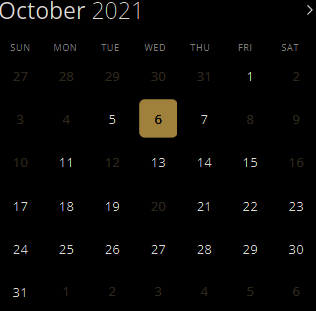 October 2021 >
SUN MON TUE WED THU FRI SAT
27 28 29 30 31 1 2
3 4 5 6 7 8 9
10 11 12 13 14 15 16
17 18 19 20 21 22 23
24 25 26 27 28 29 30
31 1 2 3 4 5 6